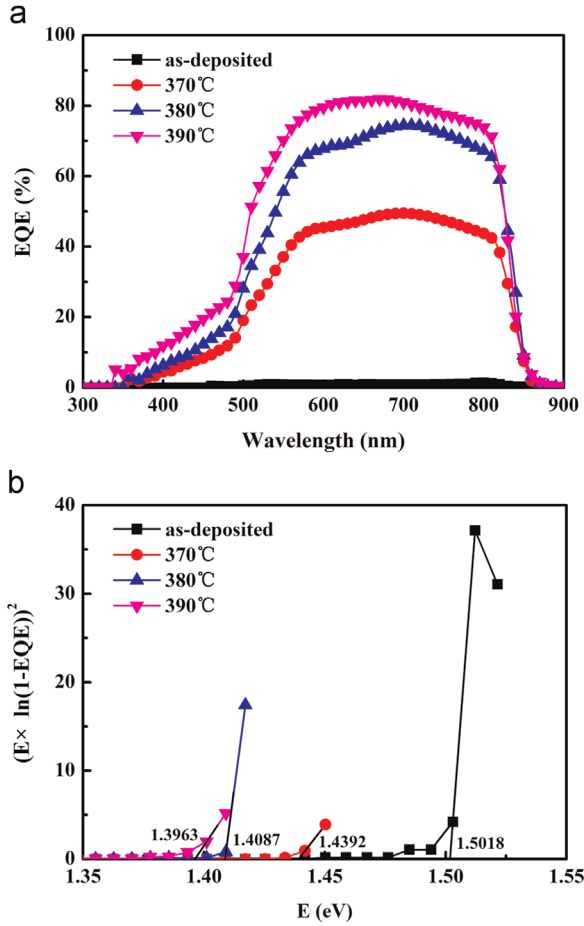 a
as-deposited
370℃
380℃
390℃
100
80
60
40
20
0
EQE (%)
300 400 500 600 700 800 900
Wavelength (nm)
b
as-deposited
370℃
380℃
390℃
40
30
20
10
0
(E× ln(1-EQE))²
1.3963
1.4087
1.4392
1.5018
1.35 1.40 1.45 1.50 1.55
E (eV)